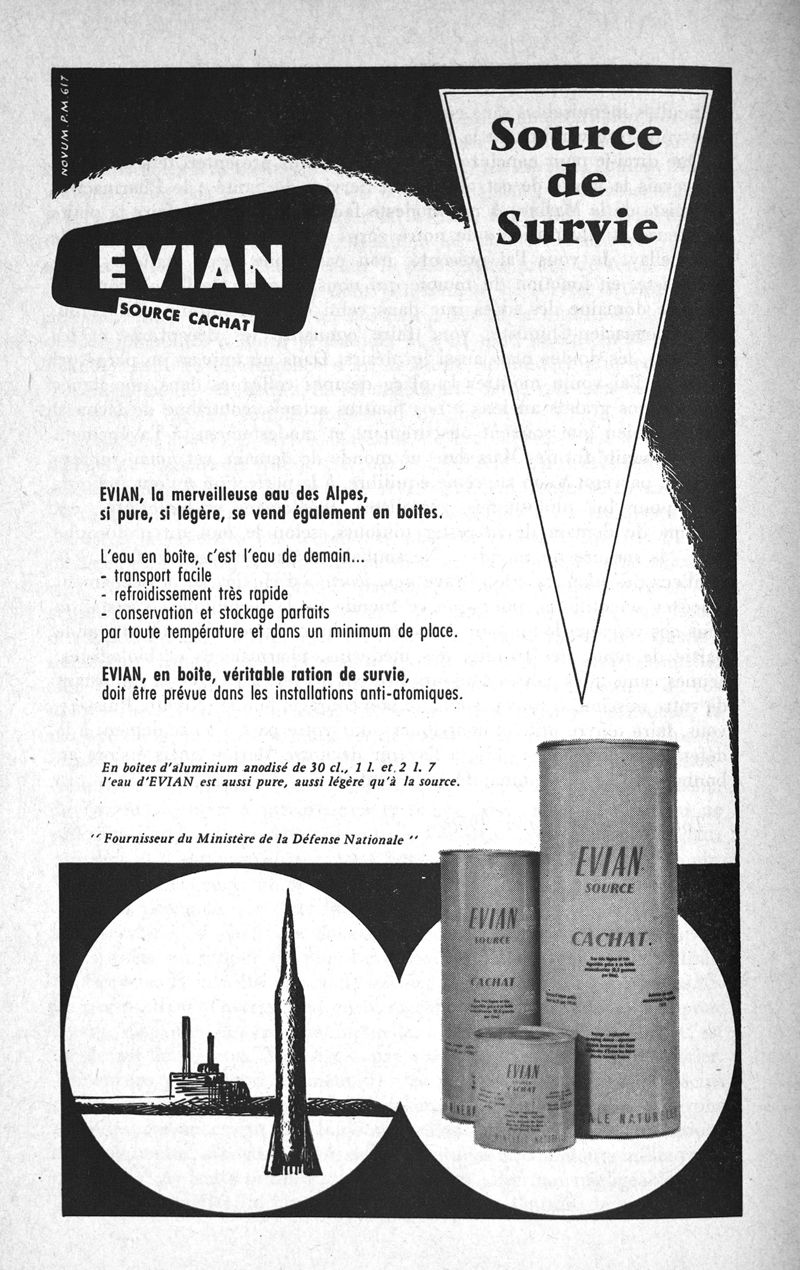 NOVUM. P.M 617
Source
de
Survie
EVIAN
SOURCE CACHAT
EVIAN, la merveilleuse eau des Alpes,
si pure, si légère, se vend également en boîtes.
L'eau en boîte, c'est l'eau de demain...
- transport facile
- refroidissement très rapide
- conservation et stockage parfaits
par toute température et dans un minimum de place.
EVIAN, en boîte, véritable ration de survie,
doit être prévue dans les installations anti-atomiques.
En boîtes d'aluminium anodisé de 30 cl., 1 l. et 2 l. 7
l'eau d'EVIAN est aussi pure, aussi légère qu'à la source.
" Fournisseur du Ministère de la Défense Nationale "
EVIAN
SOURCE
CACHAT.
ALE NATUREL
EVIAN
SOURCE
CACHAT
EVIAN
CACHAT